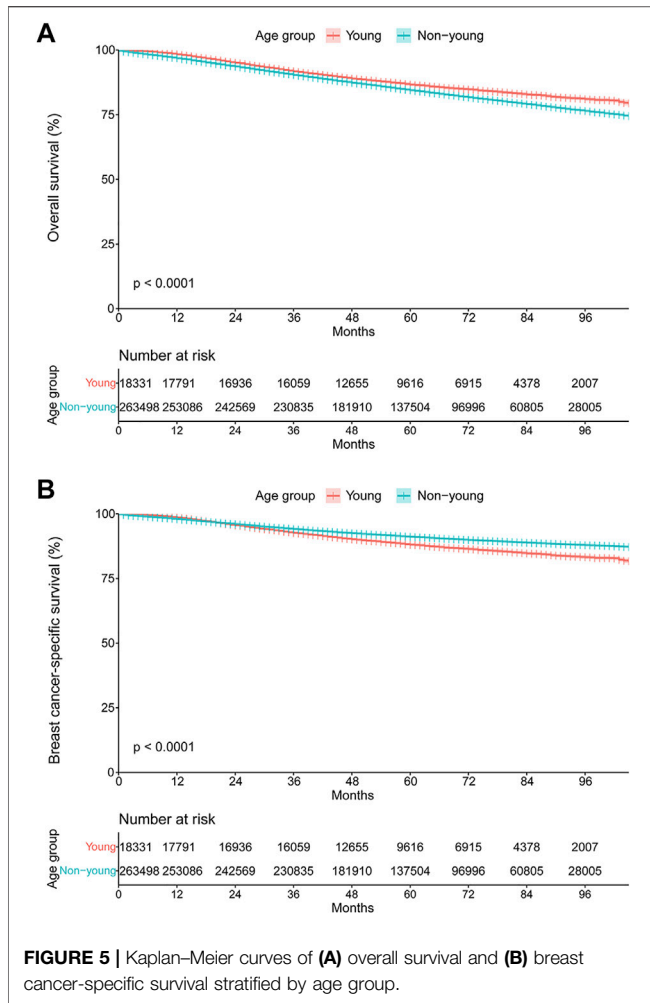 A
Age group Young Non-young
Overall survival (%)
100
75
50
25
0
p < 0.0001
0 12 24 36 48 60 72 84 96
Months
Number at risk
Age group
Young 18331 17791 16936 16059 12655 9616 6915 4378 2007
Non-young 263498 253086 242569 230835 181910 137504 96996 60805 28005
0 12 24 36 48 60 72 84 96
Months
B
Age group Young Non-young
Breast cancer-specific survival (%)
100
75
50
25
0
p < 0.0001
0 12 24 36 48 60 72 84 96
Months
Number at risk
Age group
Young 18331 17791 16936 16059 12655 9616 6915 4378 2007
Non-young 263498 253086 242569 230835 181910 137504 96996 60805 28005
0 12 24 36 48 60 72 84 96
Months
FIGURE 5 | Kaplan–Meier curves of (A) overall survival and (B) breast
cancer-specific survival stratified by age group.